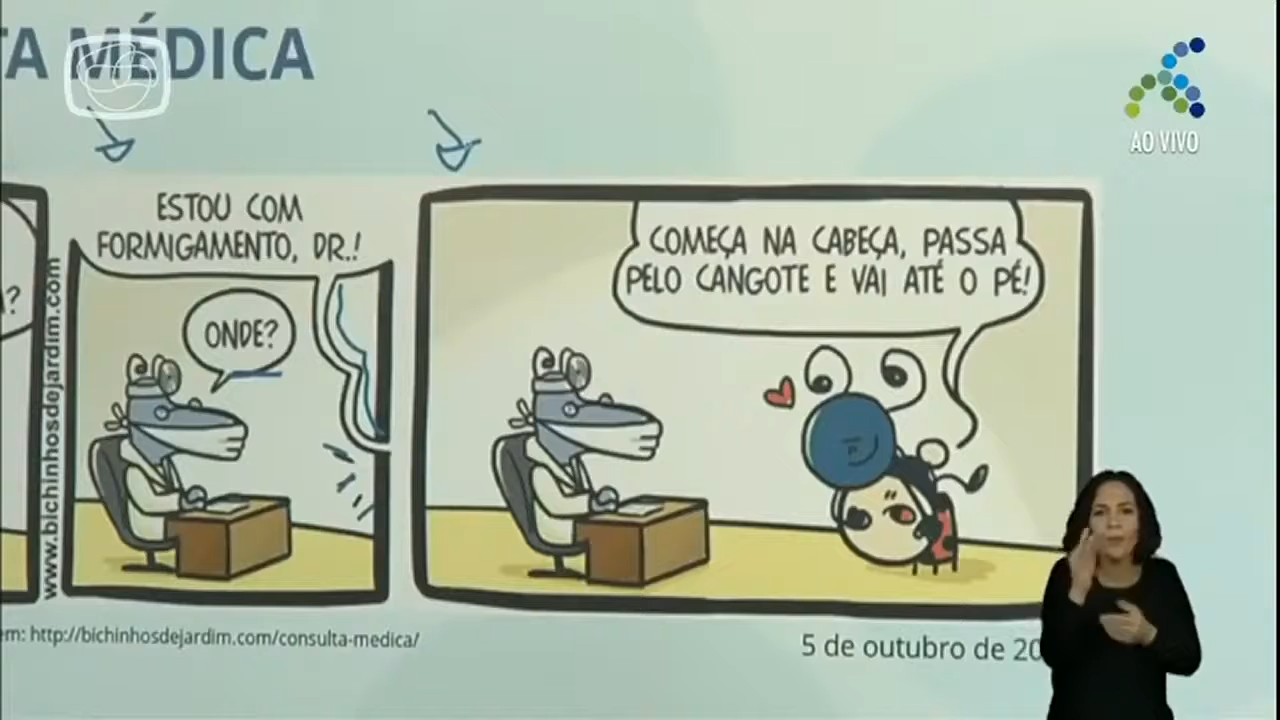 TA MÉDICA
AO VIVO
?
www.bichinhosdejardim.com
ESTOU COM
FORMIGAMENTO, DR.!
ONDE?
COMEÇA NA CABEÇA, PASSA
PELO CANGOTE E VAI ATÉ O PÉ!
em: http://bichinhosdejardim.com/consulta-medica/
5 de outubro de 20